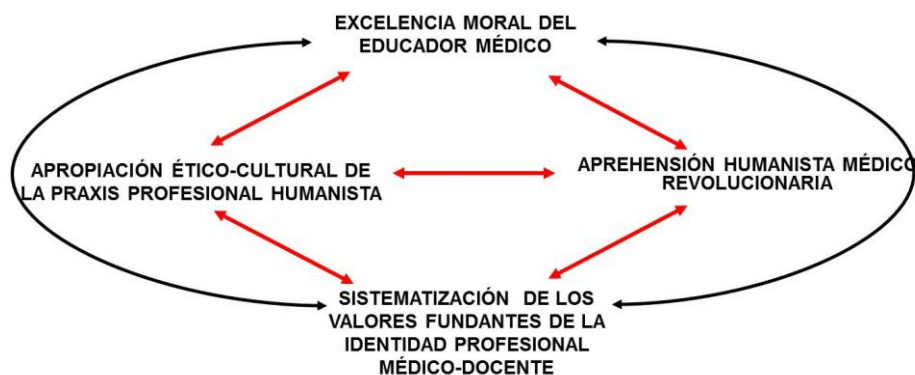 EXCELENCIA MORAL DEL
EDUCADOR MÉDICO
APROPIACIÓN ÉTICO-CULTURAL DE
LA PRAXIS PROFESIONAL HUMANISTA
APREHENSIÓN HUMANISTA MÉDICO
REVOLUCIONARIA
SISTEMATIZACIÓN DE LOS
VALORES FUNDANTES DE LA
IDENTIDAD PROFESIONAL
MÉDICO-DOCENTE